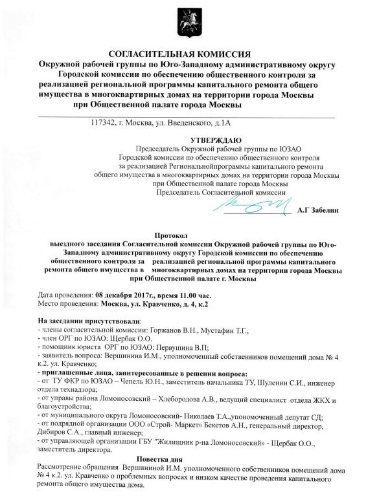 СОГЛАСИТЕЛЬНАЯ КОМИССИЯ
Окружной рабочей группы по Юго-Западному административному округу
Городской комиссии по обеспечению общественного контроля за
реализацией региональной программы капитального ремонта общего
имущества в многоквартирных домах на территории города Москвы
при Общественной палате города Москвы
117342, г. Москва, ул. Введенского, д.1А
УТВЕРЖДАЮ
Председатель Окружной рабочей группы по ЮЗАО
Городской комиссии по обеспечению общественного контроля
за реализацией Региональнойпрограммы капитального ремонта
общего имущества в многоквартирных домах на территории города Москвы
при Общественной палате города Москвы
Председатель Согласительной комиссии
А.Г Забелин
Протокол
выездного заседания Согласительной комиссии Окружной рабочей группы по Юго-
Западному административному округу Городской комиссии по обеспечению
общественного контроля за реализацией региональной программы капитального
ремонта общего имущества в многоквартирных домах на территории города Москвы
при Общественной палате г. Москвы
Дата проведения: 08 декабря 2017г., время 11.00 час.
Место проведения: Москва, ул. Кравченко, д. 4, к.2
На заседании присутствовали:
- члены согласительной комиссии: Горжанов В.Н., Мустафин Т.Г.,
- член ОРГ по ЮЗАО: Щербак О.О.
- помощник юриста ОРГ по ЮЗАО: Первушина В.П;
- заявитель вопроса: Вершинина И.М., уполномоченный собственников помещений дома № 4
к.2. ул. Кравченко;
- приглашенные лица, заинтересованные в решении вопроса:
- от ТУ ФКР по ЮЗАО – Чепель Ю.Н., заместитель начальника ТУ, Шуленин С.И., инженер
отдела технадзора;
- от управы района Ломоносовский – Хлебородова А.В., ведущий специалист отдела ЖКХ и
благоустройства;
- от муниципального округа Ломоносовский- Николаев Т.А.,уполномоченный депутат СД;
- от подрядной организации ООО «Строй- Маркет» Бекетов А.Н., генеральный директор,
Дибиров С.А., главный инженер;
- от управляющей организации ГБУ "Жилищник р-на Ломоносовский" - Щербак О.О.,
заместитель директора.
Повестка дня
Рассмотрение обращения Вершининой И.М. уполномоченного собственников помещений дома
№ 4 к.2. ул. Кравченко о проблемных вопросах и низком качестве проведения капитального
ремонта общего имущества дома.